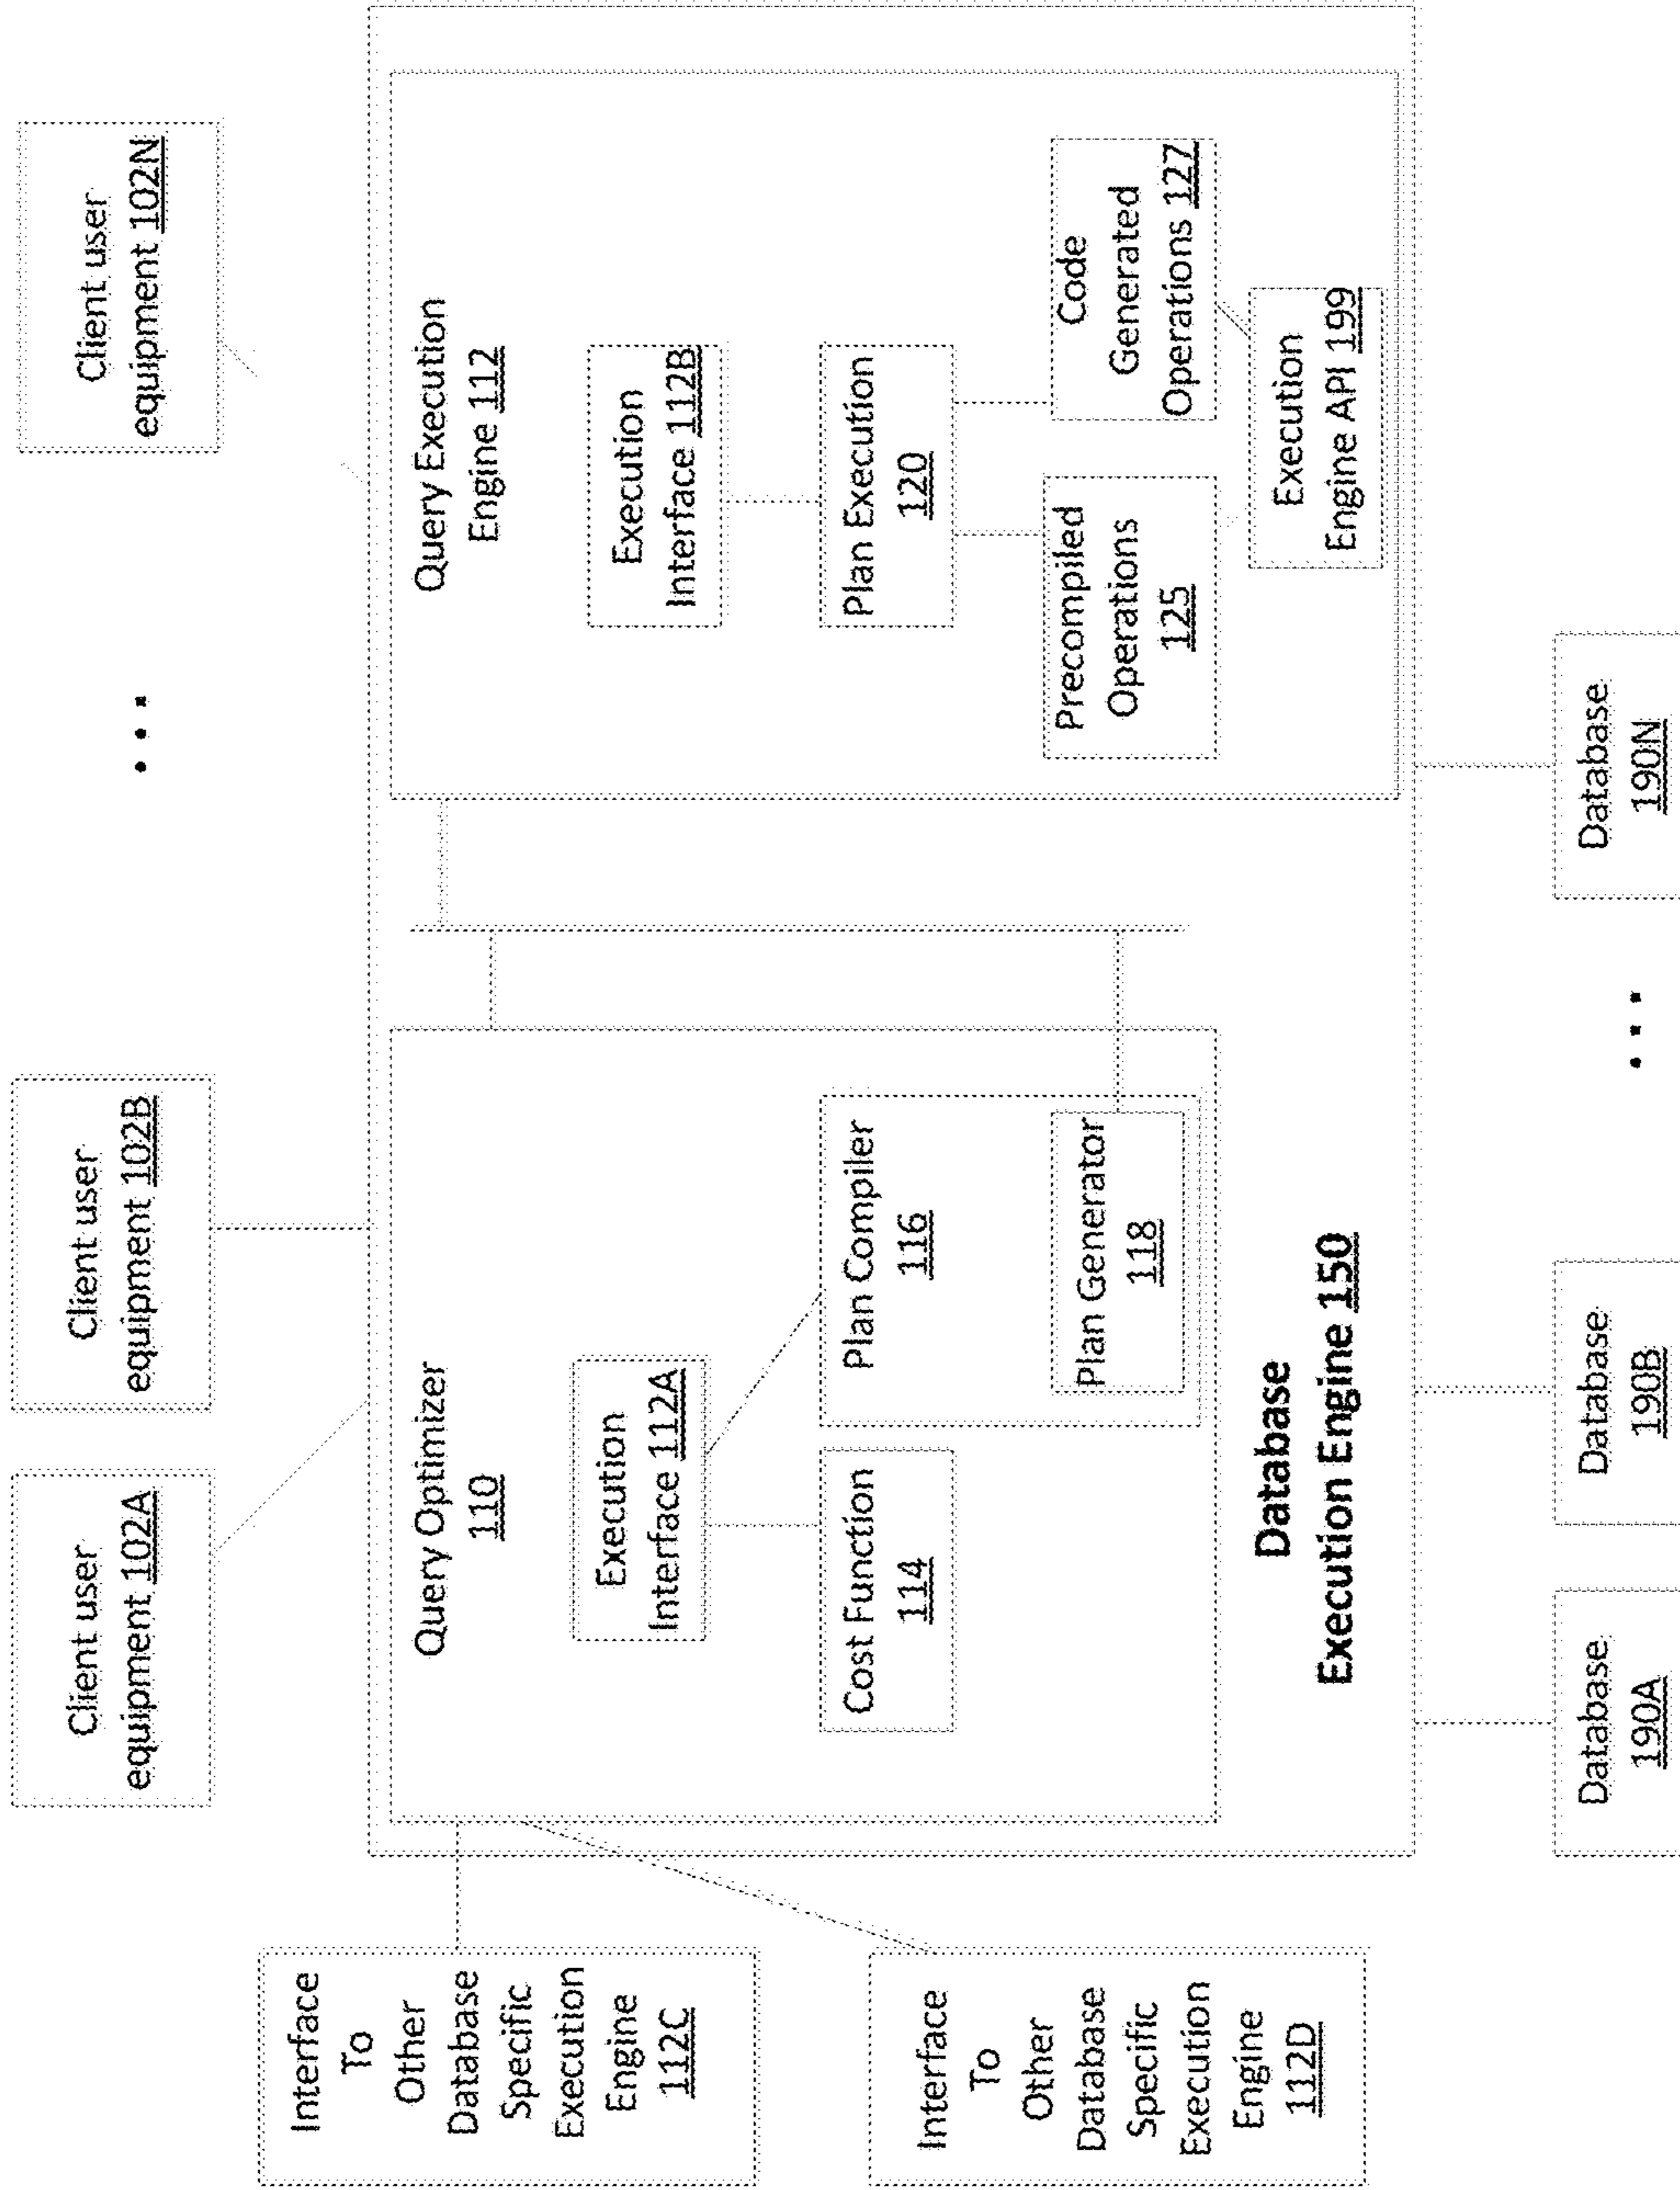 Client user
equipment 102A
Client user
equipment 102B
• • •
Client user
equipment 102N
Interface
To
Other
Database
Specific
Execution
Engine
112C
Interface
To
Other
Database
Specific
Execution
Engine
112D
Query Optimizer
110
Execution
Interface 112A
Cost Function
114
Plan Compiler
116
Plan Generator
118
Database
Execution Engine 150
Query Execution
Engine 112
Execution
Interface 112B
Plan Execution
120
Precompiled
Operations
125
Code
Generated
Operations 127
Execution
Engine API 199
Database
190A
Database
190B
• • •
Database
190N